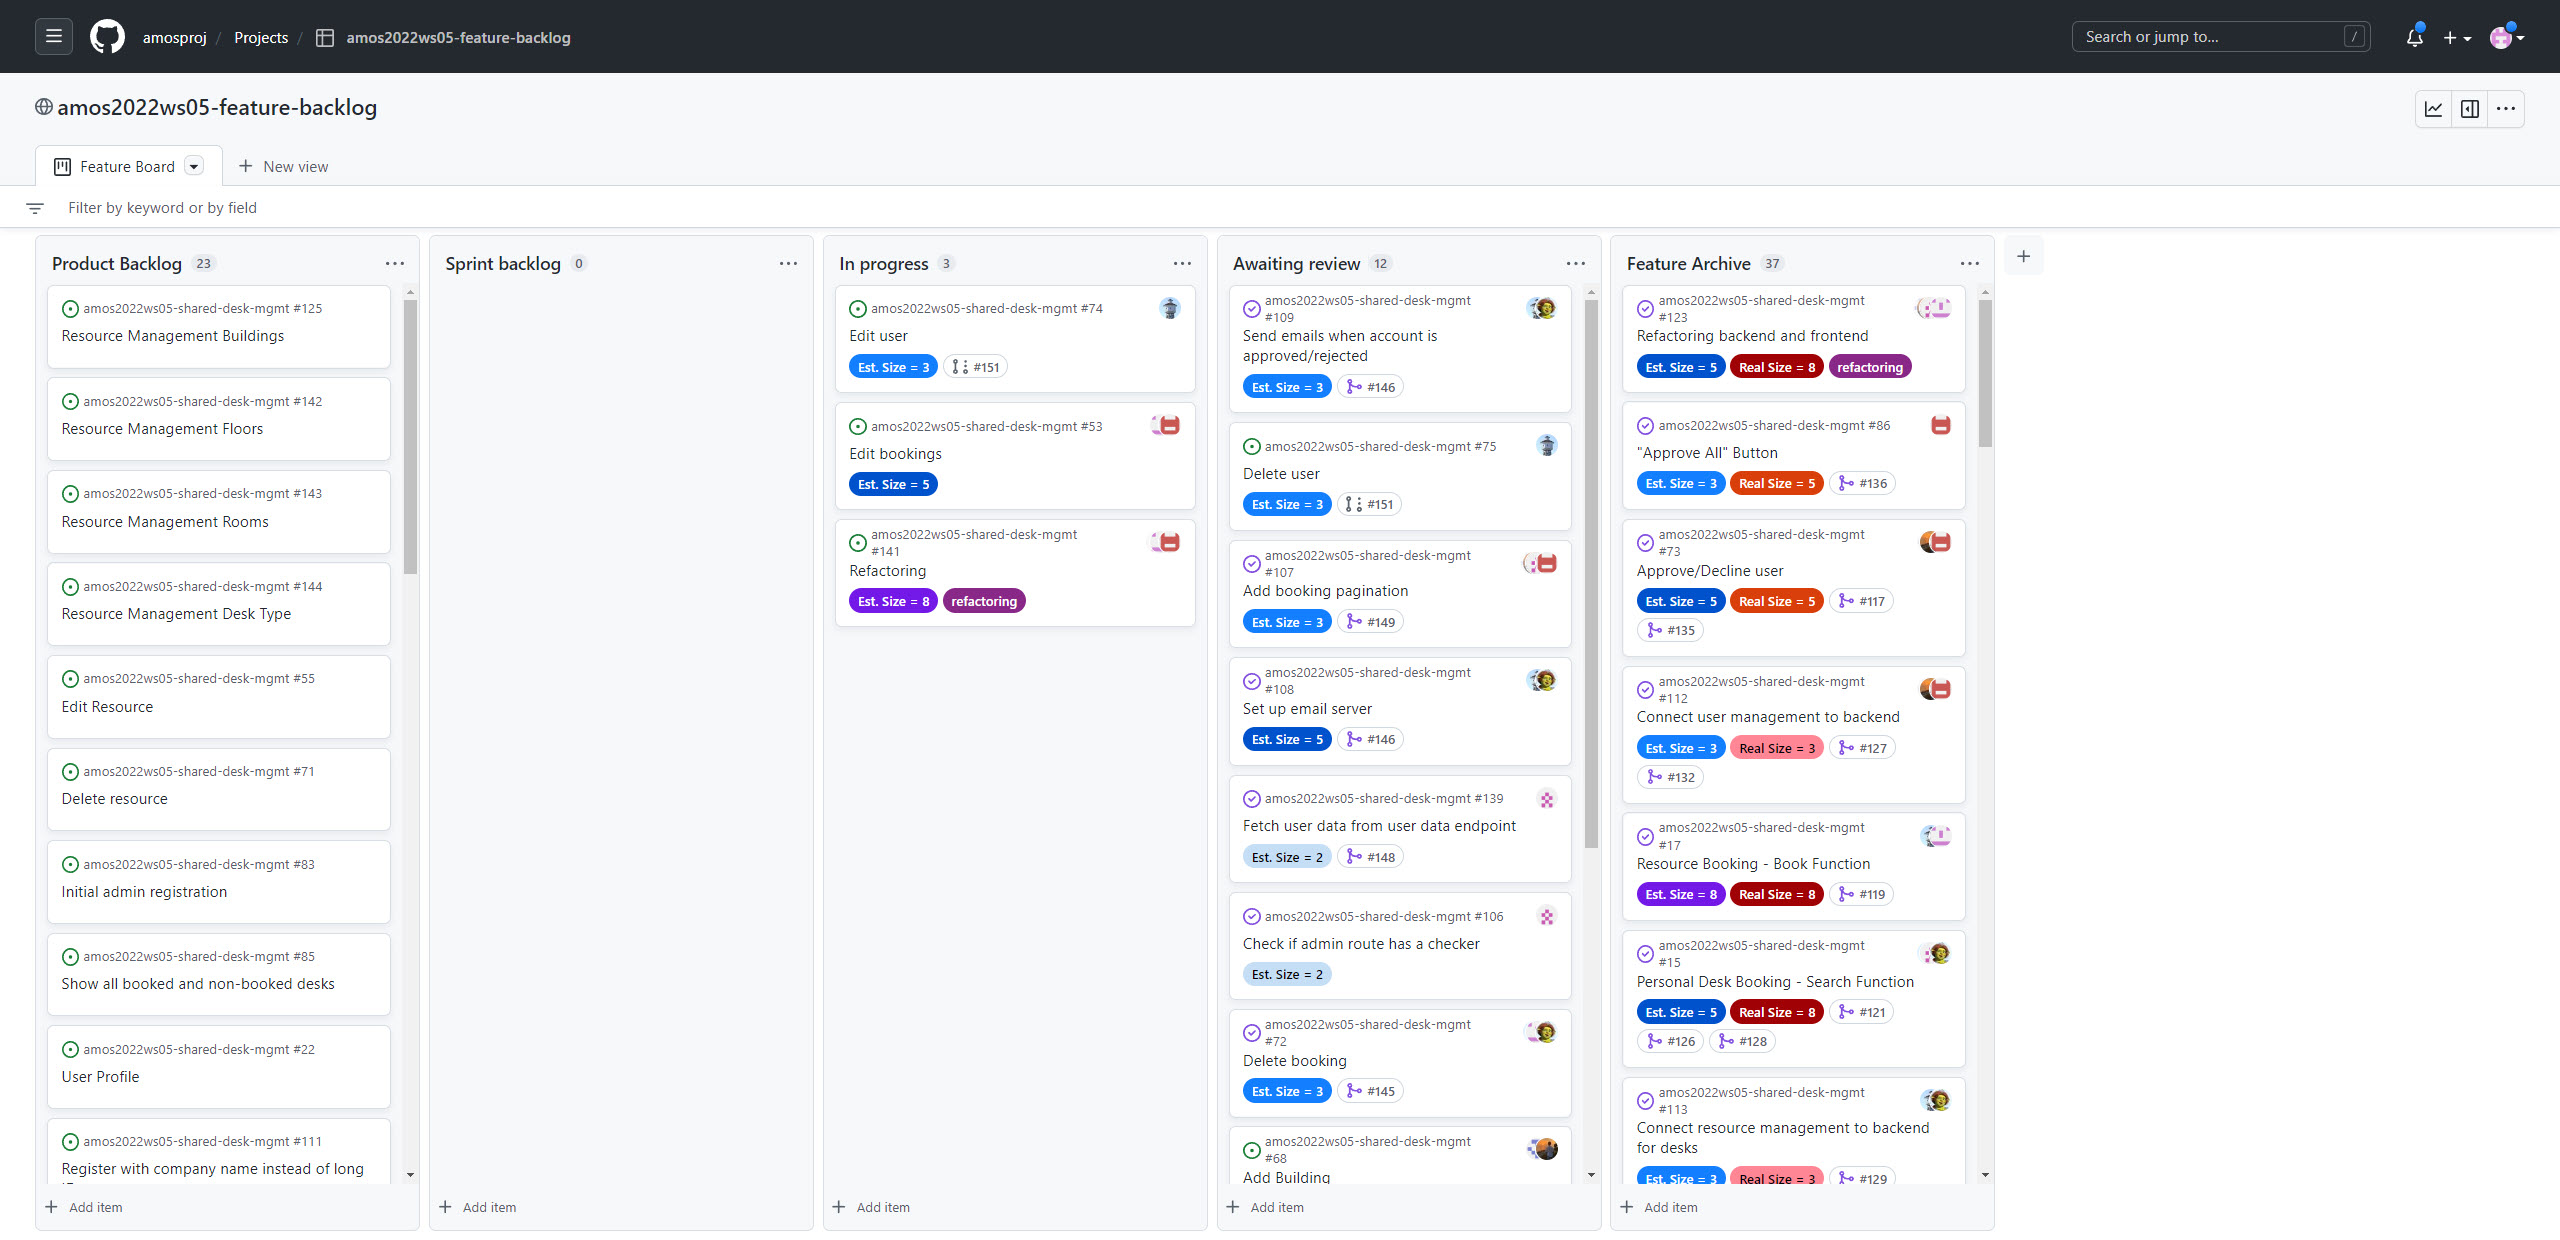 amosproj / Projects / amos2022ws05-feature-backlog
Search or jump to... /
amos2022ws05-feature-backlog
Feature Board
New view
Filter by keyword or by field
Product Backlog 23
amos2022ws05-shared-desk-mgmt #125
Resource Management Buildings
amos2022ws05-shared-desk-mgmt #142
Resource Management Floors
amos2022ws05-shared-desk-mgmt #143
Resource Management Rooms
amos2022ws05-shared-desk-mgmt #144
Resource Management Desk Type
amos2022ws05-shared-desk-mgmt #55
Edit Resource
amos2022ws05-shared-desk-mgmt #71
Delete resource
amos2022ws05-shared-desk-mgmt #83
Initial admin registration
amos2022ws05-shared-desk-mgmt #85
Show all booked and non-booked desks
amos2022ws05-shared-desk-mgmt #22
User Profile
amos2022ws05-shared-desk-mgmt #111
Register with company name instead of long
Add item
Sprint backlog 0
Add item
In progress 3
amos2022ws05-shared-desk-mgmt #74
Edit user
Est. Size = 3 #151
amos2022ws05-shared-desk-mgmt #53
Edit bookings
Est. Size = 5
amos2022ws05-shared-desk-mgmt
#141
Refactoring
Est. Size = 8 refactoring
Add item
Awaiting review 12
amos2022ws05-shared-desk-mgmt
#109
Send emails when account is
approved/rejected
Est. Size = 3 #146
amos2022ws05-shared-desk-mgmt #75
Delete user
Est. Size = 3 #151
amos2022ws05-shared-desk-mgmt
#107
Add booking pagination
Est. Size = 3 #149
amos2022ws05-shared-desk-mgmt
#108
Set up email server
Est. Size = 5 #146
amos2022ws05-shared-desk-mgmt #139
Fetch user data from user data endpoint
Est. Size = 2 #148
amos2022ws05-shared-desk-mgmt #106
Check if admin route has a checker
Est. Size = 2
amos2022ws05-shared-desk-mgmt
#72
Delete booking
Est. Size = 3 #145
amos2022ws05-shared-desk-mgmt
#68
Add Building
Add item
Feature Archive 37
amos2022ws05-shared-desk-mgmt
#123
Refactoring backend and frontend
Est. Size = 5 Real Size = 8 refactoring
amos2022ws05-shared-desk-mgmt #86
"Approve All" Button
Est. Size = 3 Real Size = 5 #136
amos2022ws05-shared-desk-mgmt
#73
Approve/Decline user
Est. Size = 5 Real Size = 5 #117
#135
amos2022ws05-shared-desk-mgmt
#112
Connect user management to backend
Est. Size = 3 Real Size = 3 #127
#132
amos2022ws05-shared-desk-mgmt
#17
Resource Booking - Book Function
Est. Size = 8 Real Size = 8 #119
amos2022ws05-shared-desk-mgmt
#15
Personal Desk Booking - Search Function
Est. Size = 5 Real Size = 8 #121
#126 #128
amos2022ws05-shared-desk-mgmt
#113
Connect resource management to backend
for desks
Est. Size = 3 Real Size = 3 #129
Add item